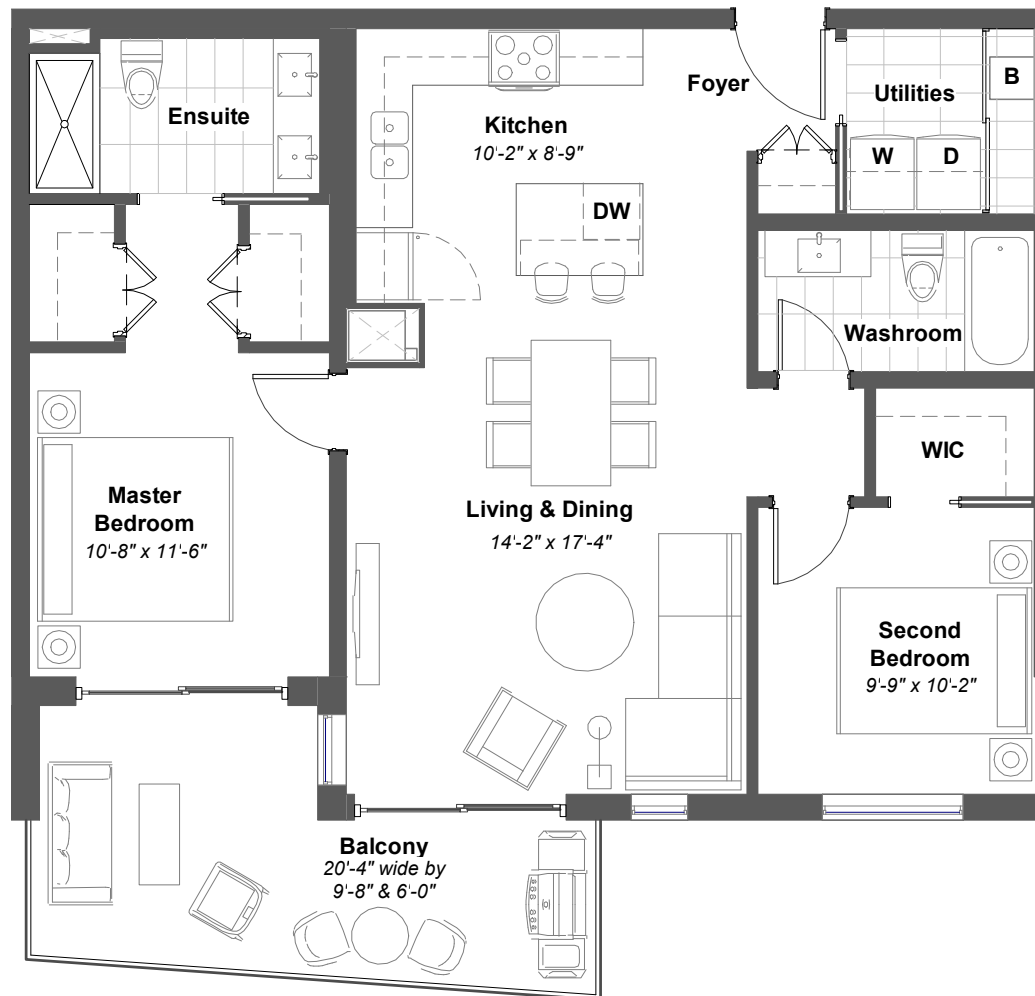 Ensuite
Kitchen
10'-2" x 8'-9"
Foyer
Utilities
B
W
D
DW
Washroom
WIC
Master
Bedroom
10'-8" x 11'-6"
Living & Dining
14'-2" x 17'-4"
Second
Bedroom
9'-9" x 10'-2"
Balcony
20'-4" wide by
9'-8" & 6'-0"